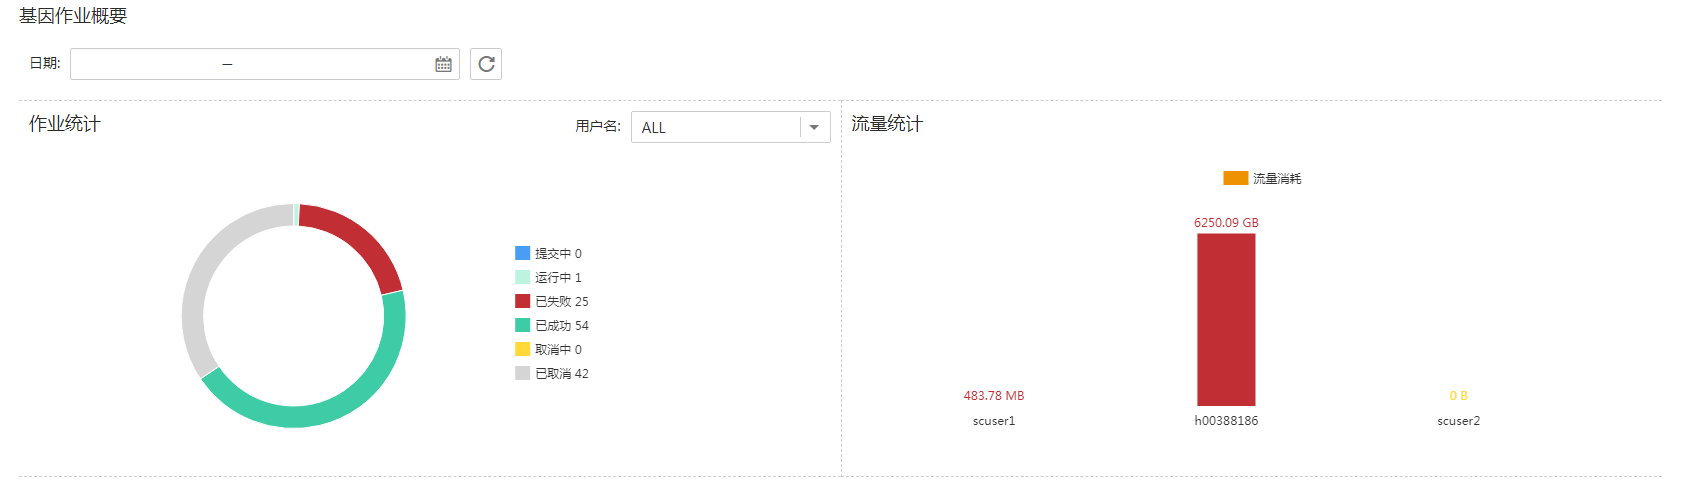 基因作业概要
日期: –
作业统计
用户名: ALL
提交中 0
运行中 1
已失败 25
已成功 54
取消中 0
已取消 42
流量统计
流量消耗
6250.09 GB
483.78 MB
0 B
scuser1
h00388186
scuser2